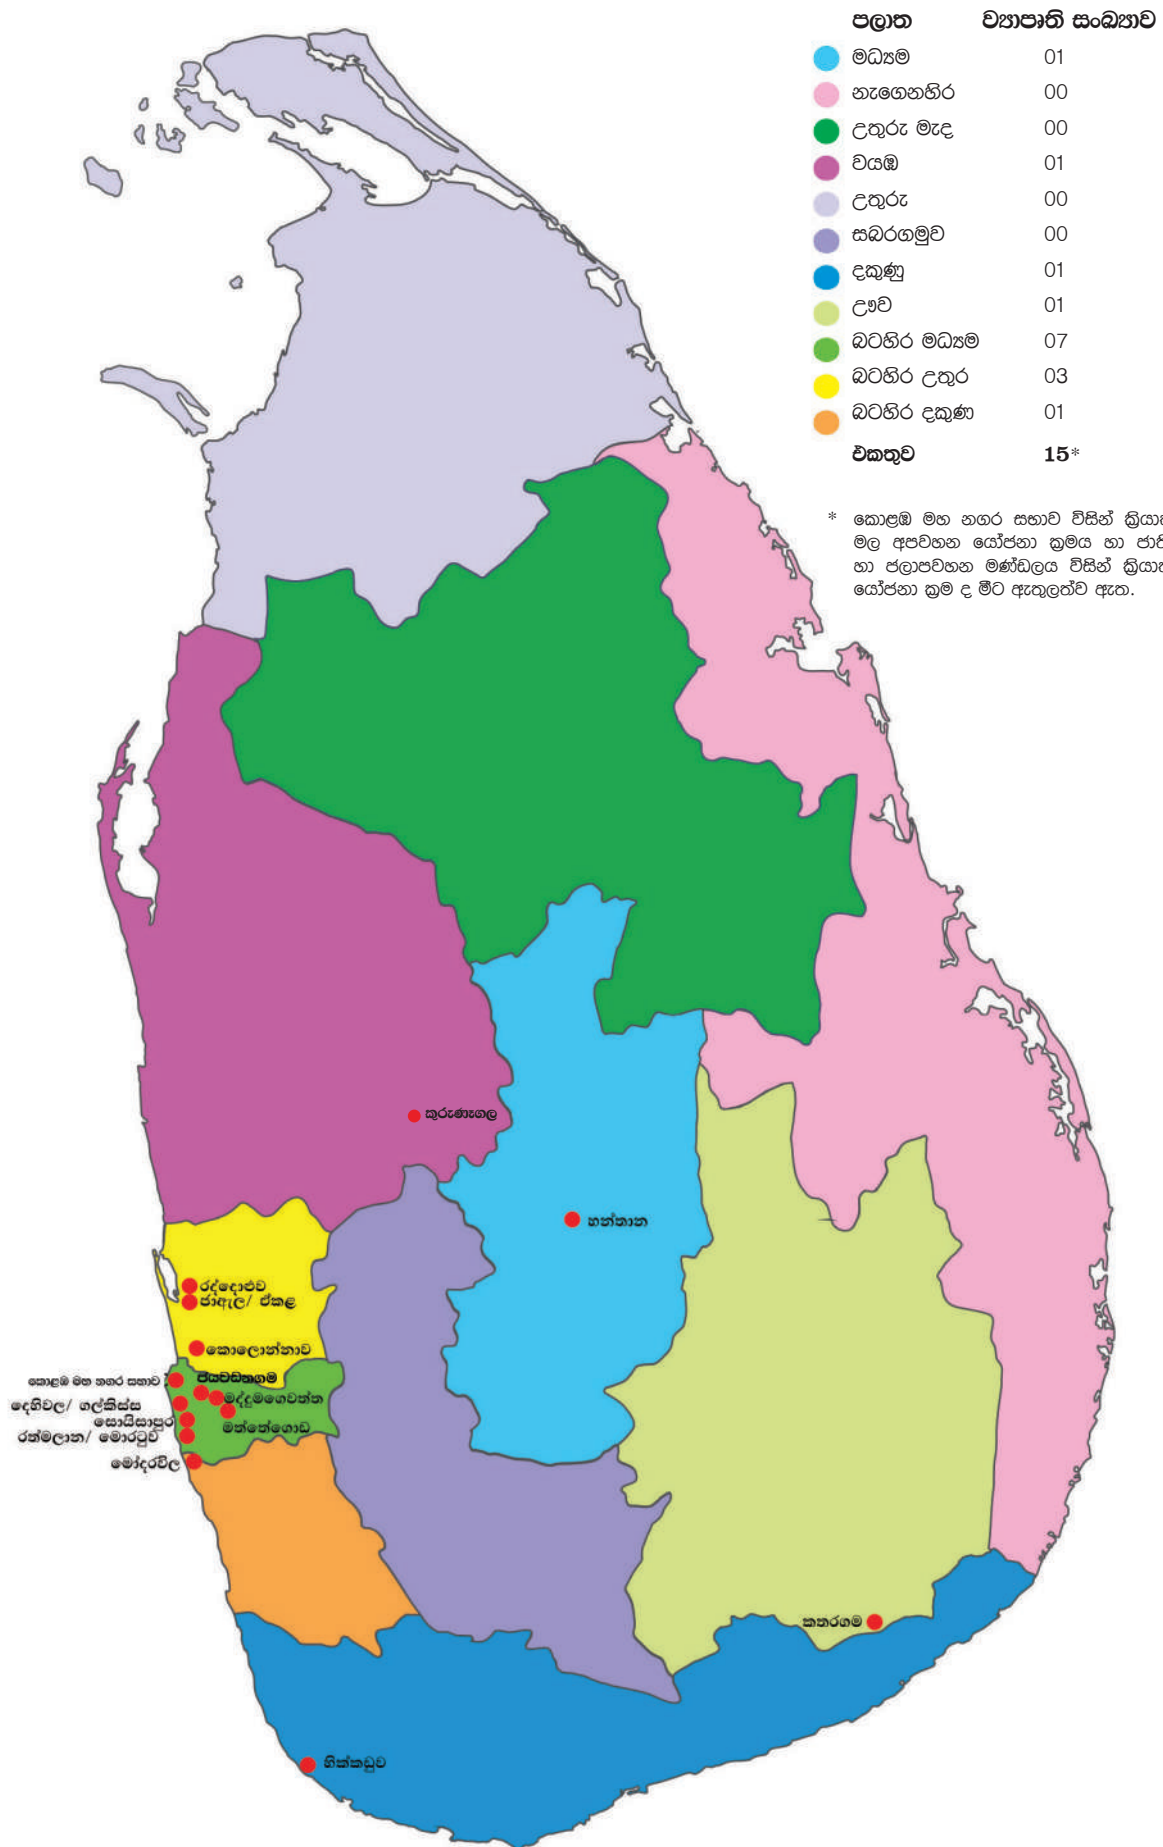 පලාත ව්‍යාපෘති සංඛ්‍යාව
මධ්‍යම 01
නැගෙනහිර 00
උතුරු මැද 00
වයඹ 01
උතුරු 00
සබරගමුව 00
දකුණු 01
ඌව 01
බටහිර මධ්‍යම 07
බටහිර උතුර 03
බටහිර දකුණ 01
එකතුව 15*
* කොළඹ මහ නගර සභාව විසින්
මල අපවහන යෝජනා ක්‍රමය හා
හා ජලාපවහන මණ්ඩලය විසින්
යෝජනා ක්‍රම ද මීට ඇතුලත්ව ඇත.
කුරුණෑගල
හන්තාන
රද්දොළුව
ජාඇල/ ඒකළ
කොලොන්නාව
කොළඹ මහ නගර සභාව
ජයවඩනගම
මද්දුමගෙවත්ත
දෙහිවල/ ගල්කිස්ස
සොයිසාපුර
මත්තේගොඩ
රත්මලාන/ මොරටුව
මෝදරවිල
කතරගම
හික්කඩුව